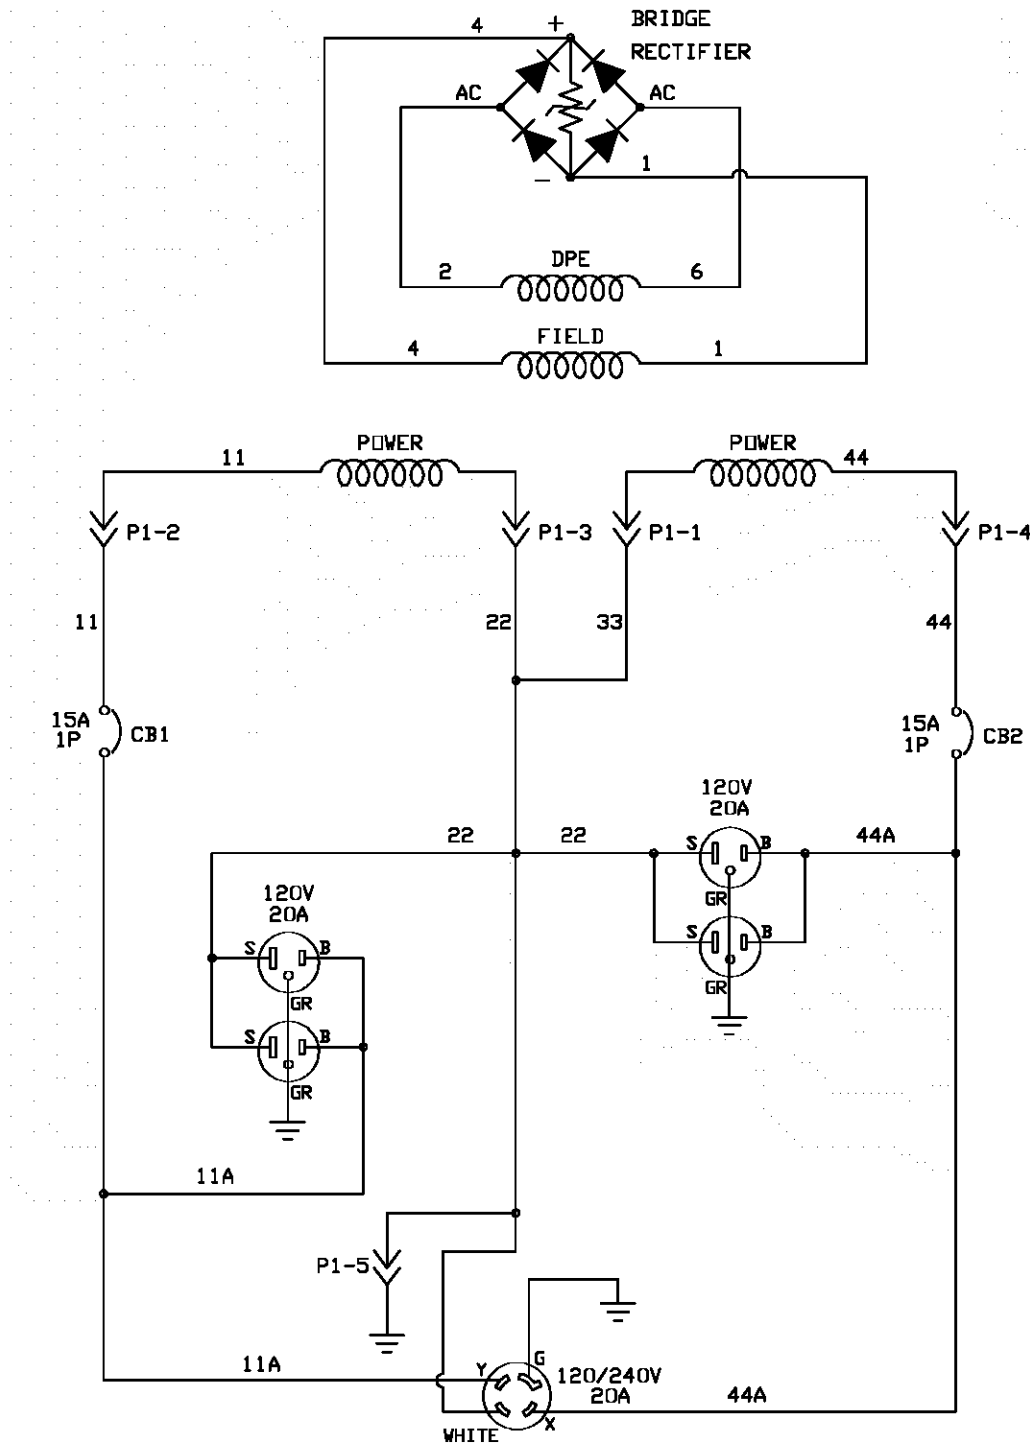 4
+
BRIDGE
RECTIFIER
AC
AC
-
1
DPE
2
6
FIELD
4
1
POWER
POWER
11
44
P1-2
P1-3
P1-1
P1-4
11
22
33
44
15A
1P
CB1
15A
1P
CB2
120V
20A
22
22
S
B
44A
GR
120V
20A
S
B
S
B
GR
GR
S
B
GR
11A
P1-5
11A
Y
G
120/240V
20A
44A
X
WHITE